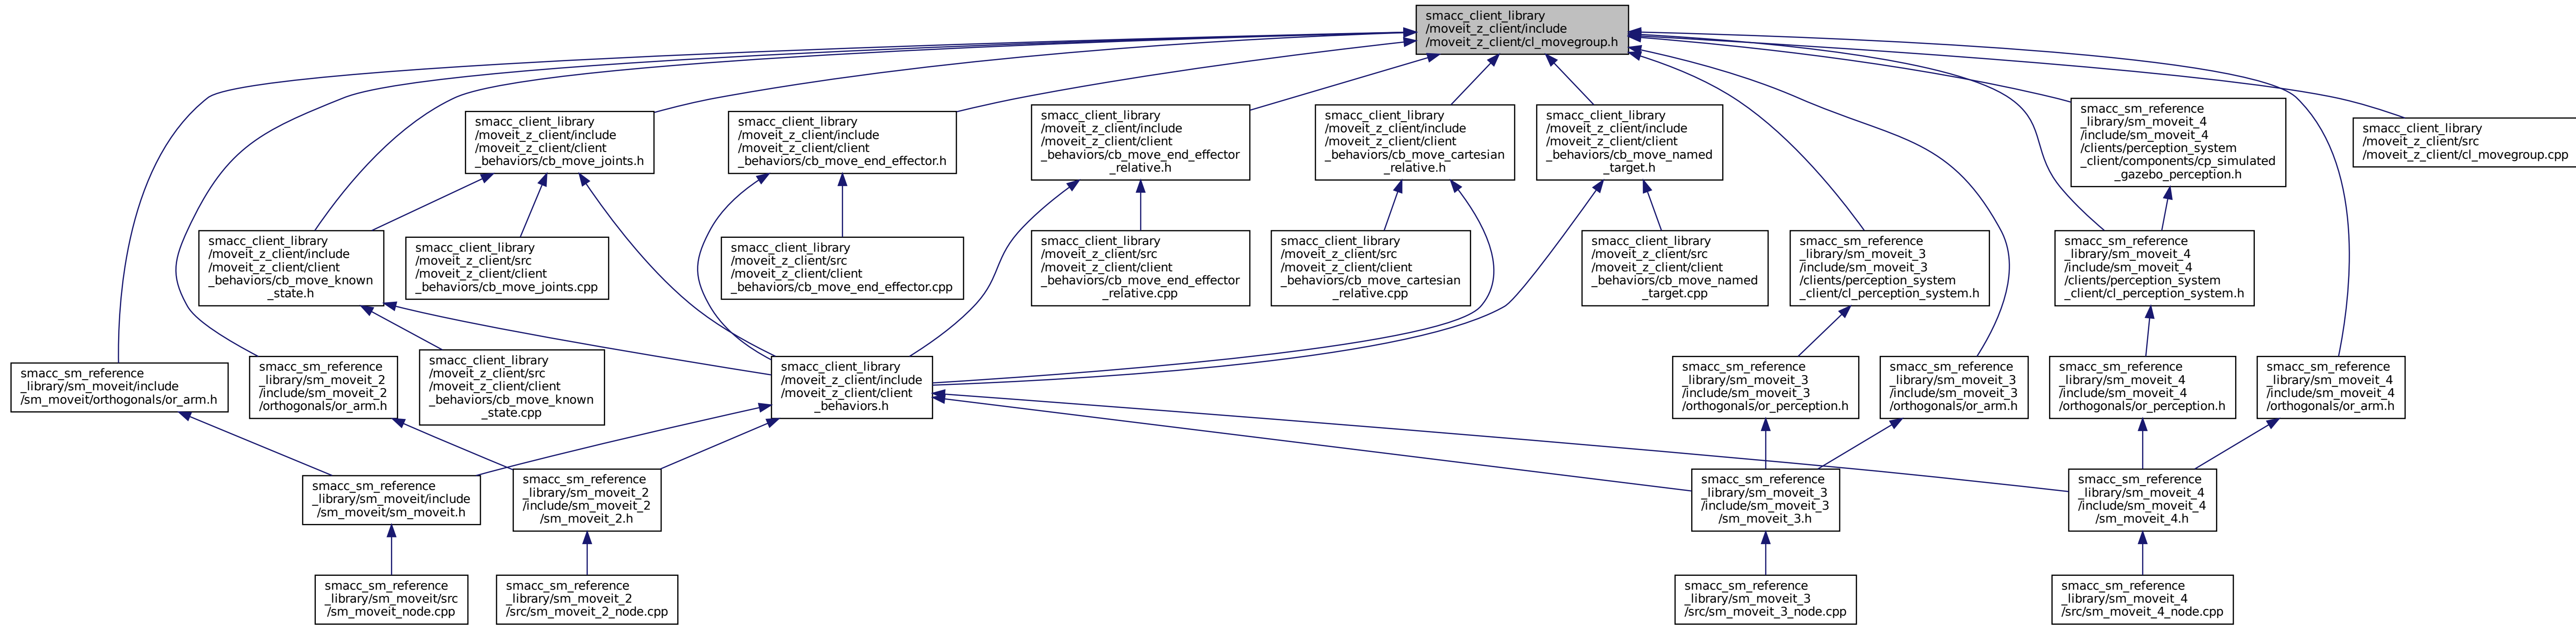 smacc_client_library
/moveit_z_client/include
/moveit_z_client/cl_movegroup.h
smacc_client_library
/moveit_z_client/include
/moveit_z_client/client
_behaviors/cb_move_joints.h
smacc_client_library
/moveit_z_client/include
/moveit_z_client/client
_behaviors/cb_move_end_effector.h
smacc_client_library
/moveit_z_client/include
/moveit_z_client/client
_behaviors/cb_move_end_effector
_relative.h
smacc_client_library
/moveit_z_client/include
/moveit_z_client/client
_behaviors/cb_move_cartesian
_relative.h
smacc_client_library
/moveit_z_client/include
/moveit_z_client/client
_behaviors/cb_move_named
_target.h
smacc_sm_reference
_library/sm_moveit_4
/include/sm_moveit_4
/clients/perception_system
_client/components/cp_simulated
_gazebo_perception.h
smacc_client_library
/moveit_z_client/src
/moveit_z_client/cl_movegroup.cpp
smacc_client_library
/moveit_z_client/include
/moveit_z_client/client
_behaviors/cb_move_known
_state.h
smacc_client_library
/moveit_z_client/src
/moveit_z_client/client
_behaviors/cb_move_joints.cpp
smacc_client_library
/moveit_z_client/src
/moveit_z_client/client
_behaviors/cb_move_end_effector.cpp
smacc_client_library
/moveit_z_client/src
/moveit_z_client/client
_behaviors/cb_move_end_effector
_relative.cpp
smacc_client_library
/moveit_z_client/src
/moveit_z_client/client
_behaviors/cb_move_cartesian
_relative.cpp
smacc_client_library
/moveit_z_client/src
/moveit_z_client/client
_behaviors/cb_move_named
_target.cpp
smacc_sm_reference
_library/sm_moveit_3
/include/sm_moveit_3
/clients/perception_system
_client/cl_perception_system.h
smacc_sm_reference
_library/sm_moveit_4
/include/sm_moveit_4
/clients/perception_system
_client/cl_perception_system.h
smacc_sm_reference
_library/sm_moveit/include
/sm_moveit/orthogonals/or_arm.h
smacc_sm_reference
_library/sm_moveit_2
/include/sm_moveit_2
/orthogonals/or_arm.h
smacc_client_library
/moveit_z_client/src
/moveit_z_client/client
_behaviors/cb_move_known
_state.cpp
smacc_client_library
/moveit_z_client/include
/moveit_z_client/client
_behaviors.h
smacc_sm_reference
_library/sm_moveit_3
/include/sm_moveit_3
/orthogonals/or_perception.h
smacc_sm_reference
_library/sm_moveit_3
/include/sm_moveit_3
/orthogonals/or_arm.h
smacc_sm_reference
_library/sm_moveit_4
/include/sm_moveit_4
/orthogonals/or_perception.h
smacc_sm_reference
_library/sm_moveit_4
/include/sm_moveit_4
/orthogonals/or_arm.h
smacc_sm_reference
_library/sm_moveit/include
/sm_moveit/sm_moveit.h
smacc_sm_reference
_library/sm_moveit_2
/include/sm_moveit_2
/sm_moveit_2.h
smacc_sm_reference
_library/sm_moveit_3
/include/sm_moveit_3
/sm_moveit_3.h
smacc_sm_reference
_library/sm_moveit_4
/include/sm_moveit_4
/sm_moveit_4.h
smacc_sm_reference
_library/sm_moveit/src
/sm_moveit_node.cpp
smacc_sm_reference
_library/sm_moveit_2
/src/sm_moveit_2_node.cpp
smacc_sm_reference
_library/sm_moveit_3
/src/sm_moveit_3_node.cpp
smacc_sm_reference
_library/sm_moveit_4
/src/sm_moveit_4_node.cpp